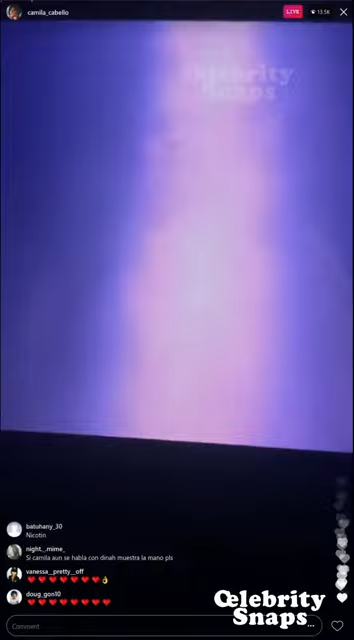 camila_cabello
LIVE
13.5K
Celebrity
Snaps
batuhany_30
Nicotin
night._.mime_
Si camila aun se habla con dinah muestra la mano pls
vanessa__pretty__off
doug_gon10
Comment
Celebrity
Snaps